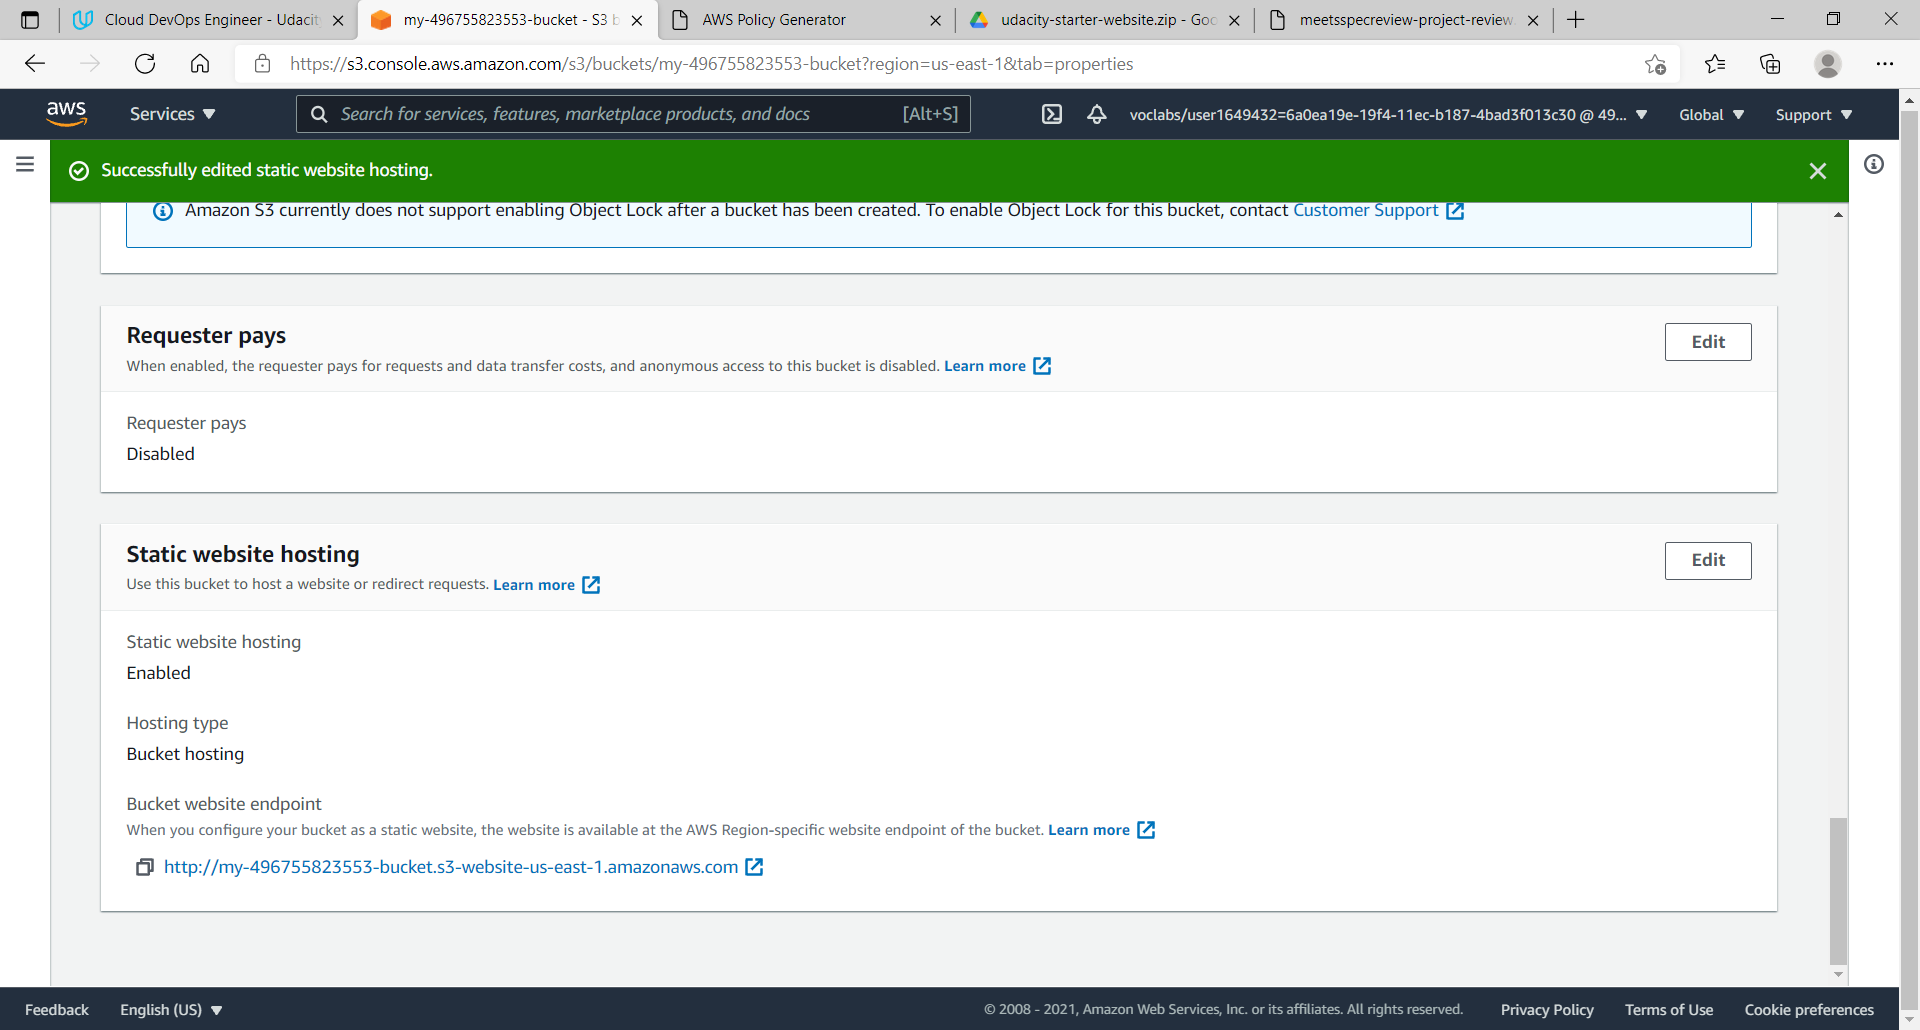 Cloud DevOps Engineer - Udacit
my-496755823553-bucket - S3 b
AWS Policy Generator
udacity-starter-website.zip - Goo
meetsspecreview-project-review
https://s3.console.aws.amazon.com/s3/buckets/my-496755823553-bucket?region=us-east-1&tab=properties
aws
Services
Search for services, features, marketplace products, and docs
[Alt+S]
voclabs/user1649432=6a0ea19e-19f4-11ec-b187-4bad3f013c30 @ 49...
Global
Support
Successfully edited static website hosting.
Amazon S3 currently does not support enabling Object Lock after a bucket has been created. To enable Object Lock for this bucket, contact Customer Support
Requester pays
Edit
When enabled, the requester pays for requests and data transfer costs, and anonymous access to this bucket is disabled. Learn more
Requester pays
Disabled
Static website hosting
Edit
Use this bucket to host a website or redirect requests. Learn more
Static website hosting
Enabled
Hosting type
Bucket hosting
Bucket website endpoint
When you configure your bucket as a static website, the website is available at the AWS Region-specific website endpoint of the bucket. Learn more
http://my-496755823553-bucket.s3-website-us-east-1.amazonaws.com
Feedback
English (US)
© 2008 - 2021, Amazon Web Services, Inc. or its affiliates. All rights reserved.
Privacy Policy
Terms of Use
Cookie preferences